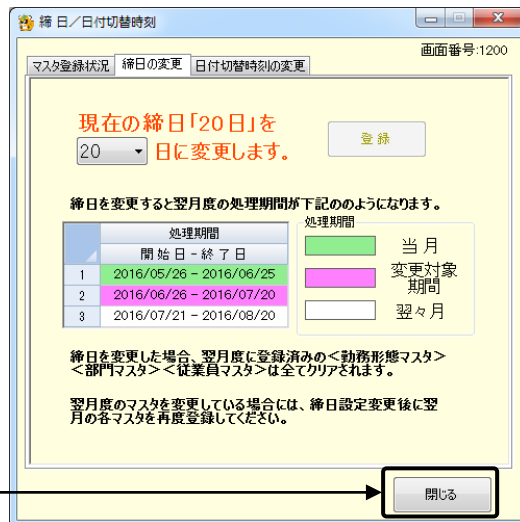 締 日／日付切替時刻
画面番号:1200
マスタ登録状況 締日の変更 日付切替時刻の変更
現在の締日「20日」を
20 日に変更します。
登録
締日を変更すると翌月度の処理期間が下記ののようになります。
処理期間
開始日-終了日
1 2016/05/26 - 2016/06/25
2 2016/06/26 - 2016/07/20
3 2016/07/21 - 2016/08/20
処理期間
当月
変更対象
期間
翌々月
締日を変更した場合、翌月度に登録済みの<勤務形態マスタ>
<部門マスタ><従業員マスタ>は全てクリアされます。
翌月度のマスタを変更している場合には、締日設定変更後に翌
月の各マスタを再度登録してください。
閉じる